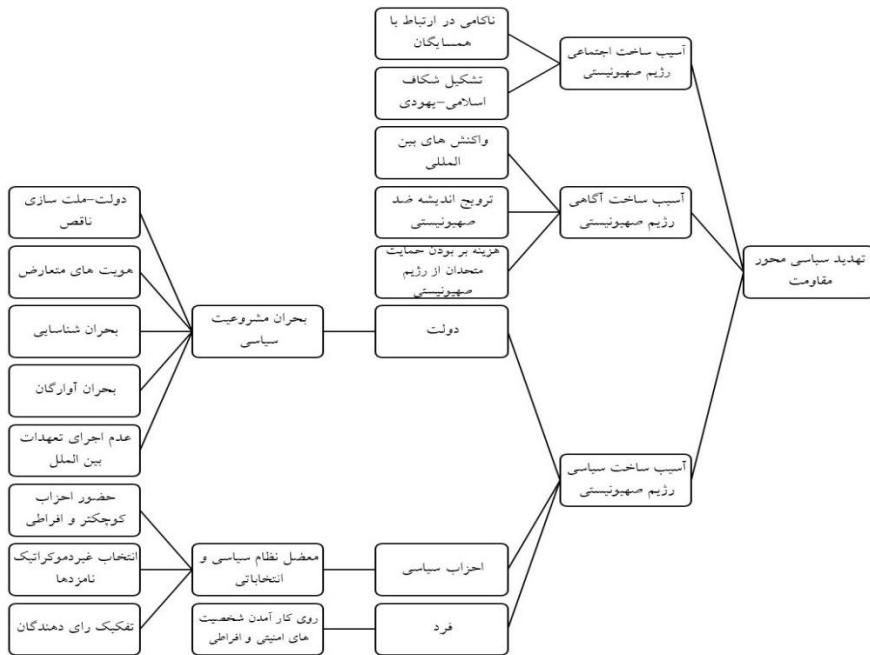 تهدید سیاسی محور
مقاومت
آسیب ساخت اجتماعی
رژیم صهیونیستی
ناکامی در ارتباط با
همسایگان
تشکیل شکاف
اسلامی-یهودی
آسیب ساخت آگاهی
رژیم صهیونیستی
واکنش های بین
المللی
ترویج اندیشه ضد
صهیونیستی
هزینه بر بودن حمایت
متحدان از رژیم
صهیونیستی
آسیب ساخت سیاسی
رژیم صهیونیستی
دولت
بحران مشروعیت
سیاسی
دولت-ملت سازی
ناقص
هویت های متعارض
بحران شناسایی
بحران آوارگان
عدم اجرای تعهدات
بین الملل
احزاب سیاسی
معضل نظام سیاسی و
انتخاباتی
حضور احزاب
کوچکتر و افراطی
انتخاب غیردموکراتیک
نامزدها
تفکیک رای دهندگان
فرد
روی کار آمدن شخصیت
های امنیتی و افراطی